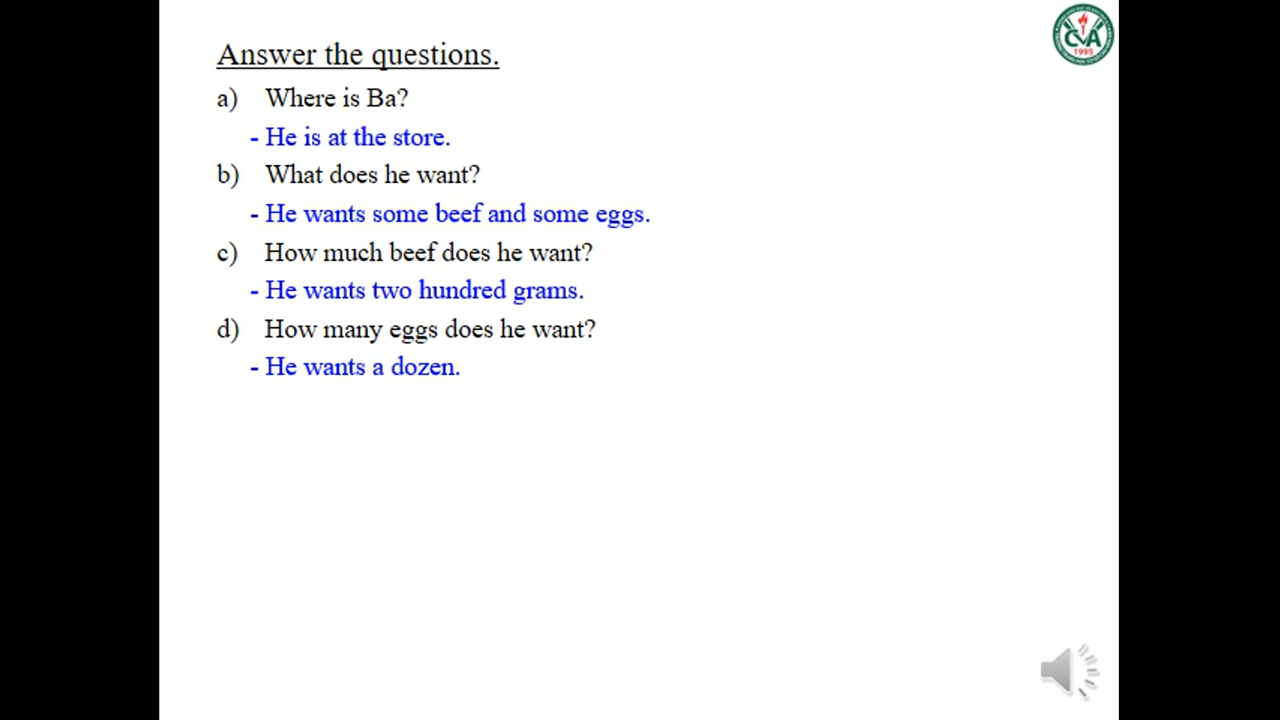 Answer the questions.
a) Where is Ba?
- He is at the store.
b) What does he want?
- He wants some beef and some eggs.
c) How much beef does he want?
- He wants two hundred grams.
d) How many eggs does he want?
- He wants a dozen.
CVA
1995